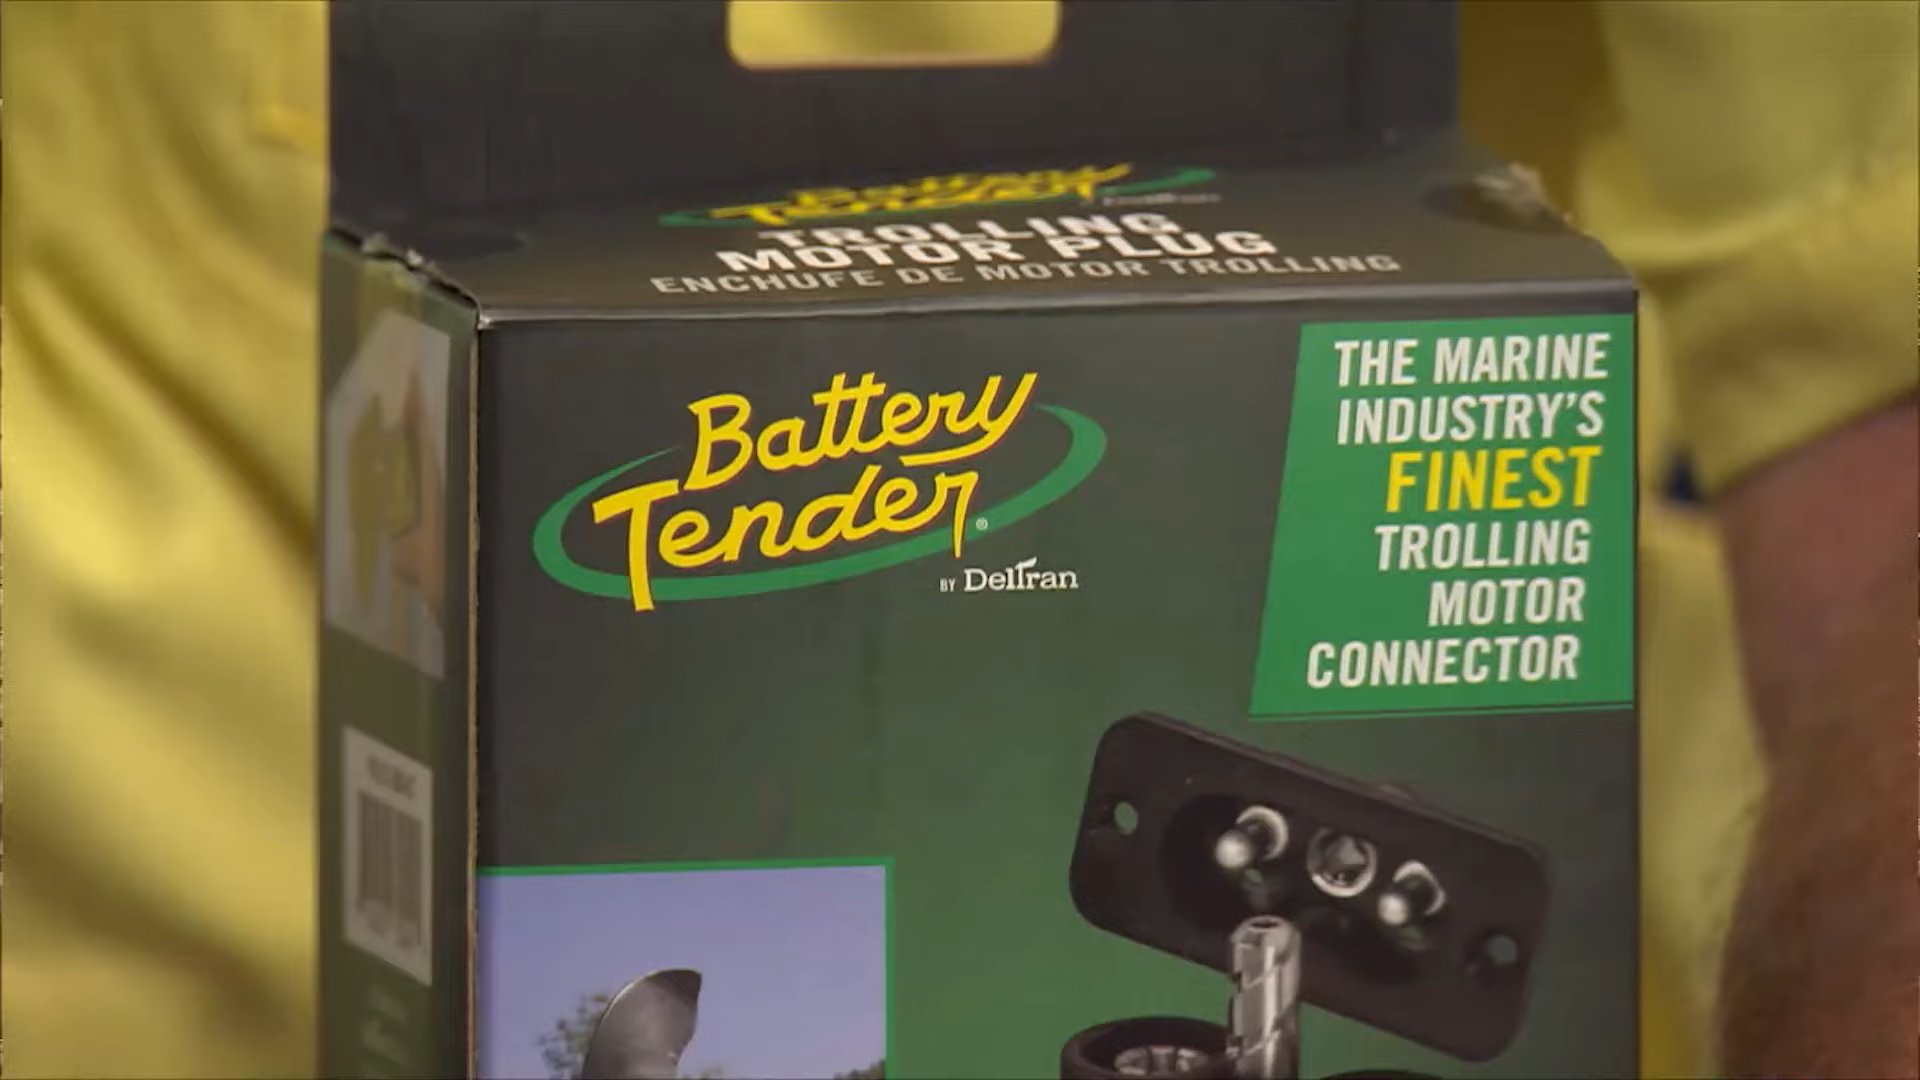 Battery
Tender
TROLLING
MOTOR PLUG
ENCHUFE DE MOTOR TROLLING
Battery
Tender®
BY Deltran
THE MARINE
INDUSTRY'S
FINEST
TROLLING
MOTOR
CONNECTOR